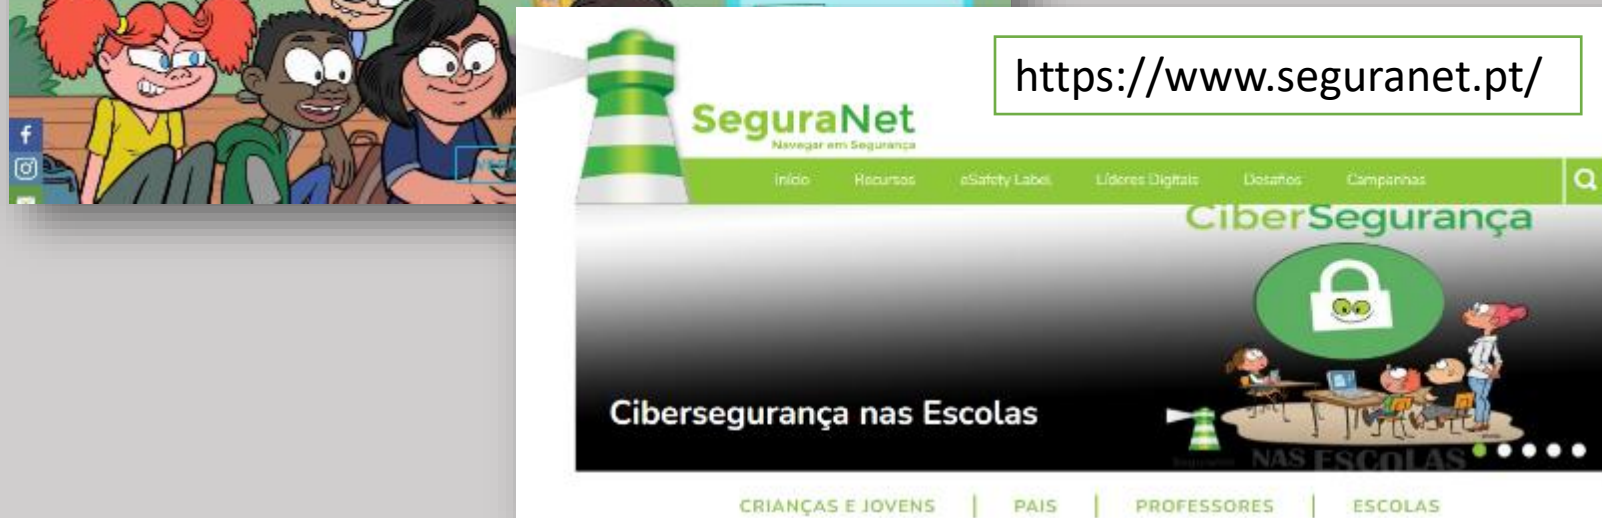 https://www.seguranet.pt/
SeguraNet
Navegar em Segurança
Início Recursos eSafety Label Líderes Digitais Desafios Campanhas
CiberSegurança
Cibersegurança nas Escolas
NAS ESCOLAS
CRIANÇAS E JOVENS | PAIS | PROFESSORES | ESCOLAS